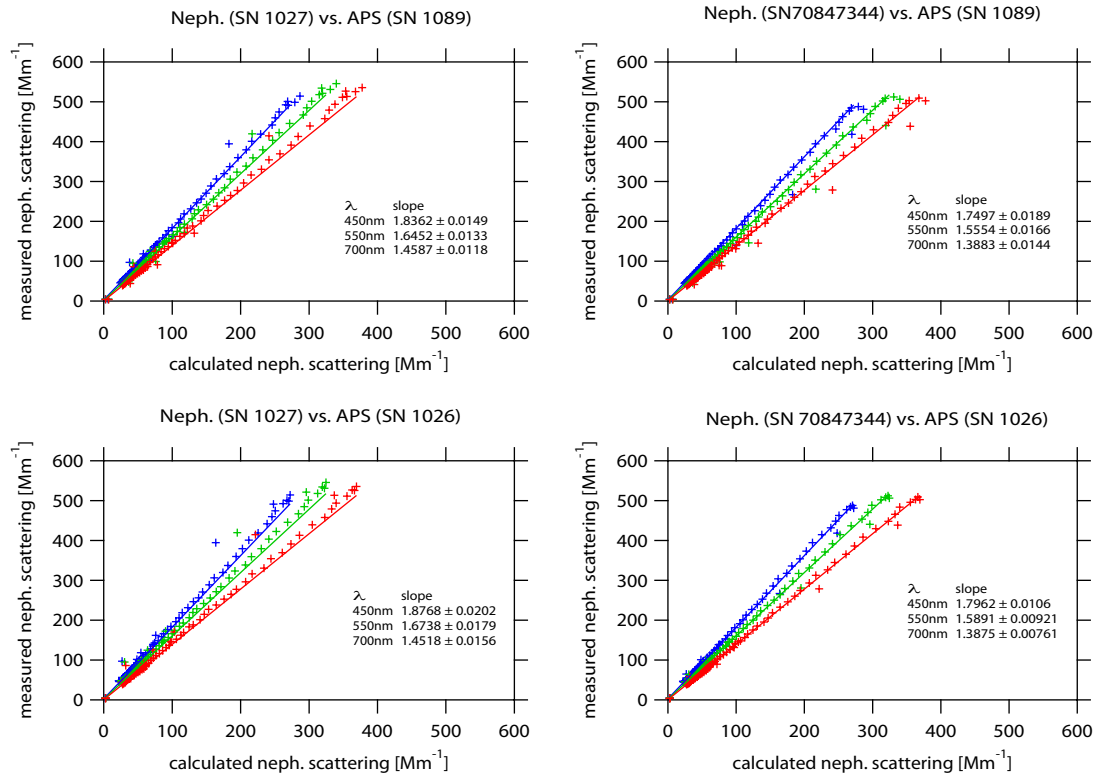 Neph. (SN 1027) vs. APS (SN 1089)
measured neph. scattering [Mm⁻¹]
600
500
400
300
200
100
0
λ slope
450nm 1.8362 ± 0.0149
550nm 1.6452 ± 0.0133
700nm 1.4587 ± 0.0118
0 100 200 300 400 500 600
calculated neph. scattering [Mm⁻¹]
Neph. (SN70847344) vs. APS (SN 1089)
measured neph. scattering [Mm⁻¹]
600
500
400
300
200
100
0
λ slope
450nm 1.7497 ± 0.0189
550nm 1.5554 ± 0.0166
700nm 1.3883 ± 0.0144
0 100 200 300 400 500 600
calculated neph. scattering [Mm⁻¹]
Neph. (SN 1027) vs. APS (SN 1026)
measured neph. scattering [Mm⁻¹]
600
500
400
300
200
100
0
λ slope
450nm 1.8768 ± 0.0202
550nm 1.6738 ± 0.0179
700nm 1.4518 ± 0.0156
0 100 200 300 400 500 600
calculated neph. scattering [Mm⁻¹]
Neph. (SN 70847344) vs. APS (SN 1026)
measured neph. scattering [Mm⁻¹]
600
500
400
300
200
100
0
λ slope
450nm 1.7962 ± 0.0106
550nm 1.5891 ± 0.00921
700nm 1.3875 ± 0.00761
0 100 200 300 400 500 600
calculated neph. scattering [Mm⁻¹]